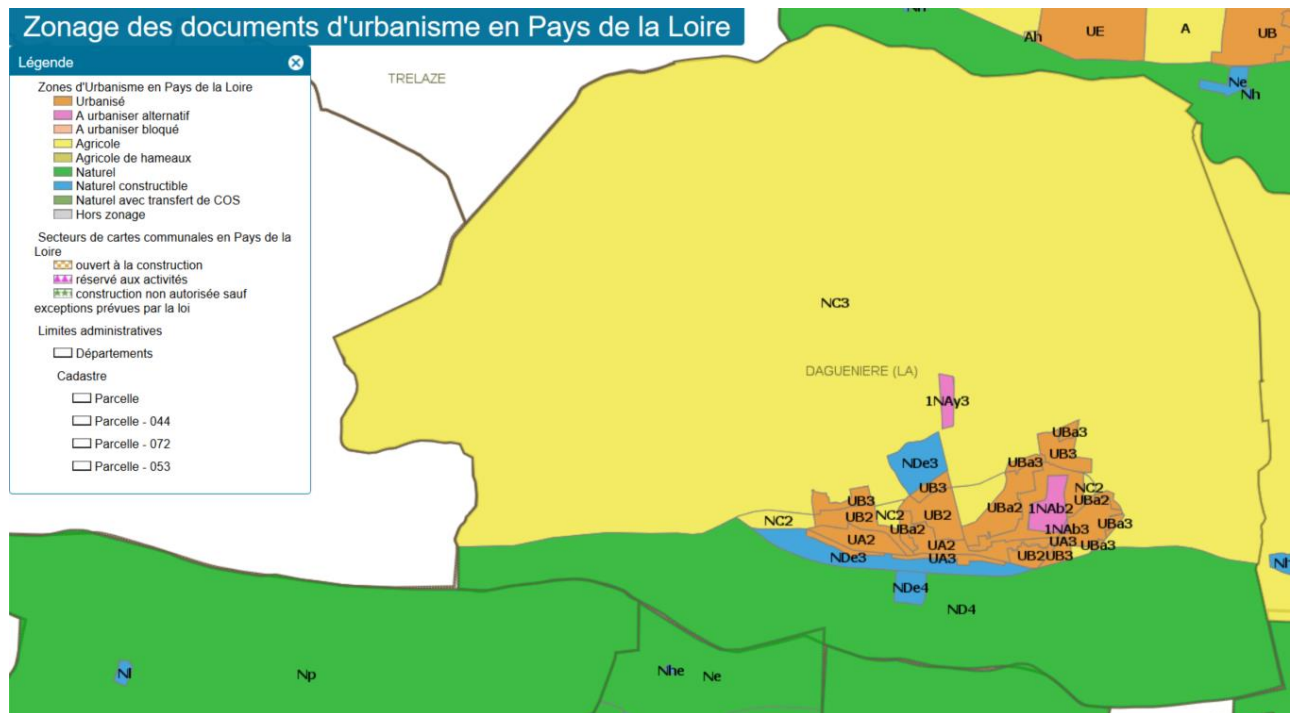 Zonage des documents d'urbanisme en Pays de la Loire
Légende
Zones d'Urbanisme en Pays de la Loire
Urbanisé
A urbaniser alternatif
A urbaniser bloqué
Agricole
Agricole de hameaux
Naturel
Naturel constructible
Naturel avec transfert de COS
Hors zonage
Secteurs de cartes communales en Pays de la
Loire
ouvert à la construction
réservé aux activités
construction non autorisée sauf
exceptions prévues par la loi
Limites administratives
Départements
Cadastre
Parcelle
Parcelle - 044
Parcelle - 072
Parcelle - 053
TRELAZE
Ah
UE
A
UB
Ne
Nh
NC3
DAGUENIERE (LA)
1NAy3
UBa3
UB3
NDe3
UBa3
UB3
NC2
UB3
UBa2
NC2
UB2
NC2
UB2
UBa2
1NAb2
UBa2
1NAb3
UBa3
UA2
UA2
UA3
UBa3
NDe3
UA3
UB2
UB3
NDe4
ND4
Nl
Np
Nhe
Ne